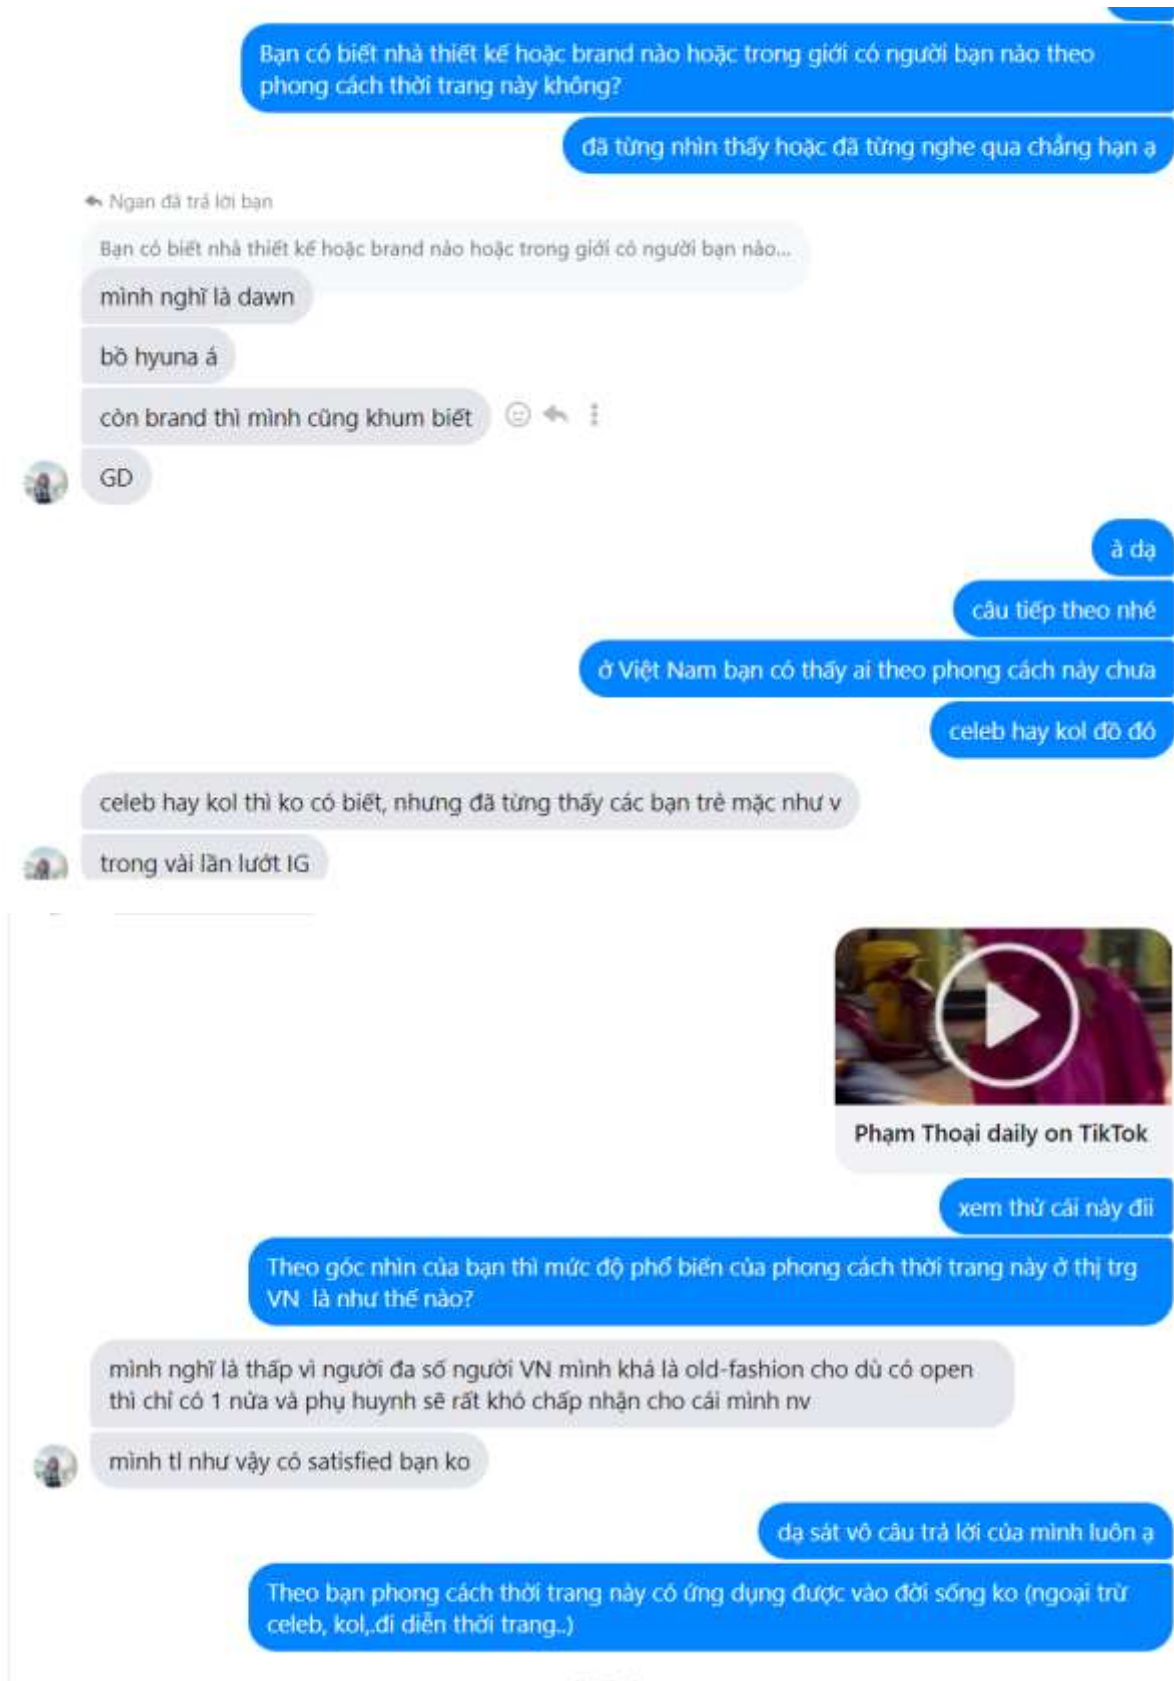 Bạn có biết nhà thiết kế hoặc brand nào hoặc trong giới có người bạn nào theo
phong cách thời trang này không?
đã từng nhìn thấy hoặc đã từng nghe qua chẳng hạn ạ
Ngan đã trả lời bạn
Bạn có biết nhà thiết kế hoặc brand nào hoặc trong giới có người bạn nào...
mình nghĩ là dawn
bồ hyuna á
còn brand thì mình cũng khum biết
GD
à dạ
câu tiếp theo nhé
ở Việt Nam bạn có thấy ai theo phong cách này chưa
celeb hay kol đồ đó
celeb hay kol thì ko có biết, nhưng đã từng thấy các bạn trẻ mặc như v
trong vài lần lướt IG
Phạm Thoại daily on TikTok
xem thử cái này đii
Theo góc nhìn của bạn thì mức độ phổ biến của phong cách thời trang này ở thị trg
VN là như thế nào?
mình nghĩ là thấp vì người đa số người VN mình khá là old-fashion cho dù có open
thì chỉ có 1 nửa và phụ huynh sẽ rất khó chấp nhận cho cái mình nv
mình tl như vậy có satisfied bạn ko
dạ sát vô câu trả lời của mình luôn ạ
Theo bạn phong cách thời trang này có ứng dụng được vào đời sống ko (ngoại trừ
celeb, kol,.đi diễn thời trang..)